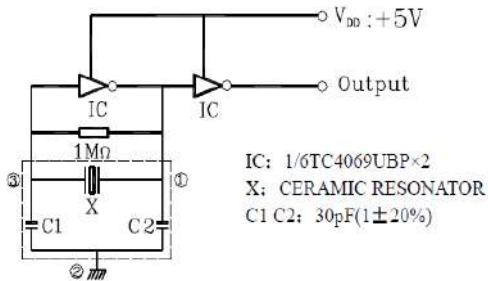 V_DD:+5V
Output
IC
IC
1MΩ
③
①
X
C1
C2
②
IC: 1/6TC4069UBP×2
X: CERAMIC RESONATOR
C1 C2: 30pF(1±20%)